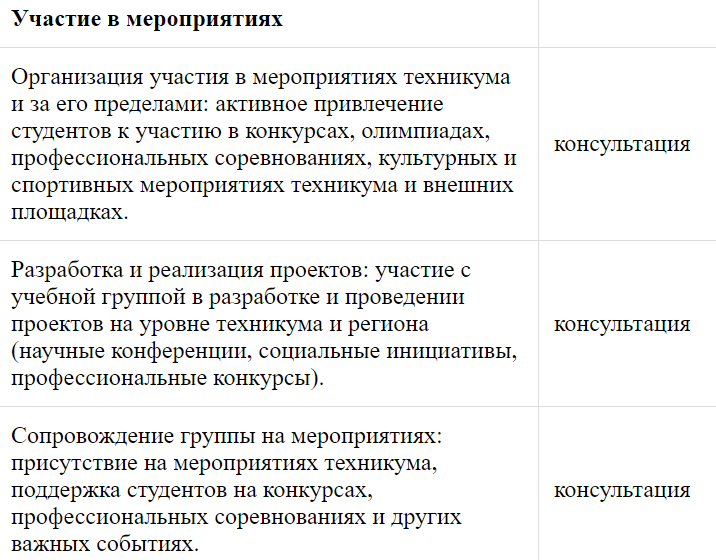 Участие в мероприятиях
Организация участия в мероприятиях техникума
и за его пределами: активное привлечение
студентов к участию в конкурсах, олимпиадах,
профессиональных соревнованиях, культурных и
спортивных мероприятиях техникума и внешних
площадках.
консультация
Разработка и реализация проектов: участие с
учебной группой в разработке и проведении
проектов на уровне техникума и региона
(научные конференции, социальные инициативы,
профессиональные конкурсы).
консультация
Сопровождение группы на мероприятиях:
присутствие на мероприятиях техникума,
поддержка студентов на конкурсах,
профессиональных соревнованиях и других
важных событиях.
консультация